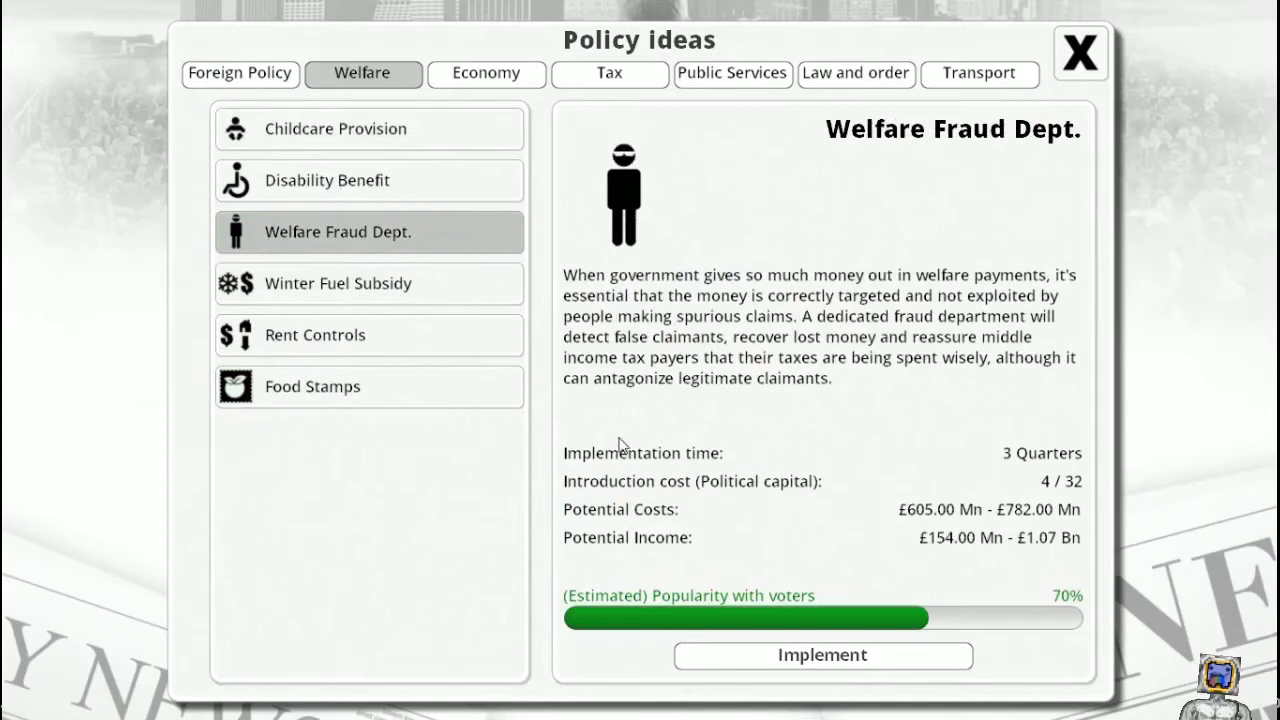 Policy ideas
X
Foreign Policy
Welfare
Economy
Tax
Public Services
Law and order
Transport
Childcare Provision
Disability Benefit
Welfare Fraud Dept.
Winter Fuel Subsidy
Rent Controls
Food Stamps
Welfare Fraud Dept.
When government gives so much money out in welfare payments, it's
essential that the money is correctly targeted and not exploited by
people making spurious claims. A dedicated fraud department will
detect false claimants, recover lost money and reassure middle
income tax payers that their taxes are being spent wisely, although it
can antagonize legitimate claimants.
Implementation time: 3 Quarters
Introduction cost (Political capital): 4 / 32
Potential Costs: £605.00 Mn - £782.00 Mn
Potential Income: £154.00 Mn - £1.07 Bn
(Estimated) Popularity with voters 70%
Implement
Y NEWS
NE